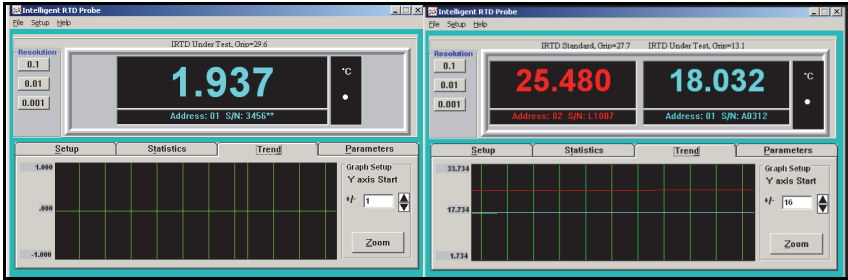 Intelligent RTD Probe
File Setup Help
IRTD Under Test, Grip=29.6
Resolution
0.1
0.01
0.001
1.937
Address: 01 S/N: 3456**
°C
Setup Statistics Trend Parameters
1.000
.000
-1.000
Graph Setup
Y axis Start
+/- 1
Zoom
Intelligent RTD Probe
File Setup Help
IRTD Standard, Grip=27.7 IRTD Under Test, Grip=13.1
Resolution
0.1
0.01
0.001
25.480
Address: 02 S/N: L1007
18.032
Address: 01 S/N: A0312
°C
Setup Statistics Trend Parameters
33.734
17.734
1.734
Graph Setup
Y axis Start
+/- 16
Zoom